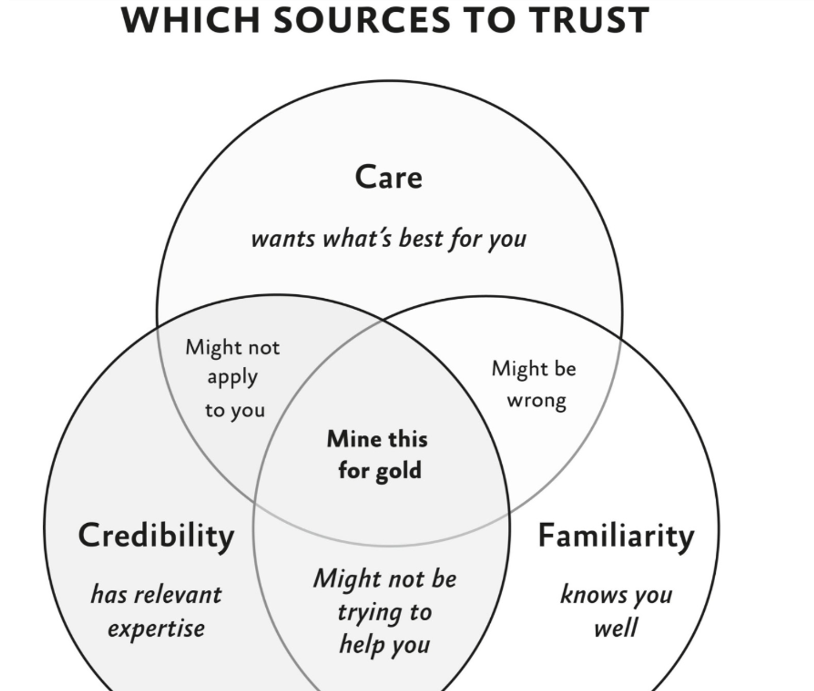 WHICH SOURCES TO TRUST
Care
wants what’s best for you
Might not
apply
to you
Might be
wrong
Mine this
for gold
Credibility
has relevant
expertise
Might not be
trying to
help you
Familiarity
knows you
well